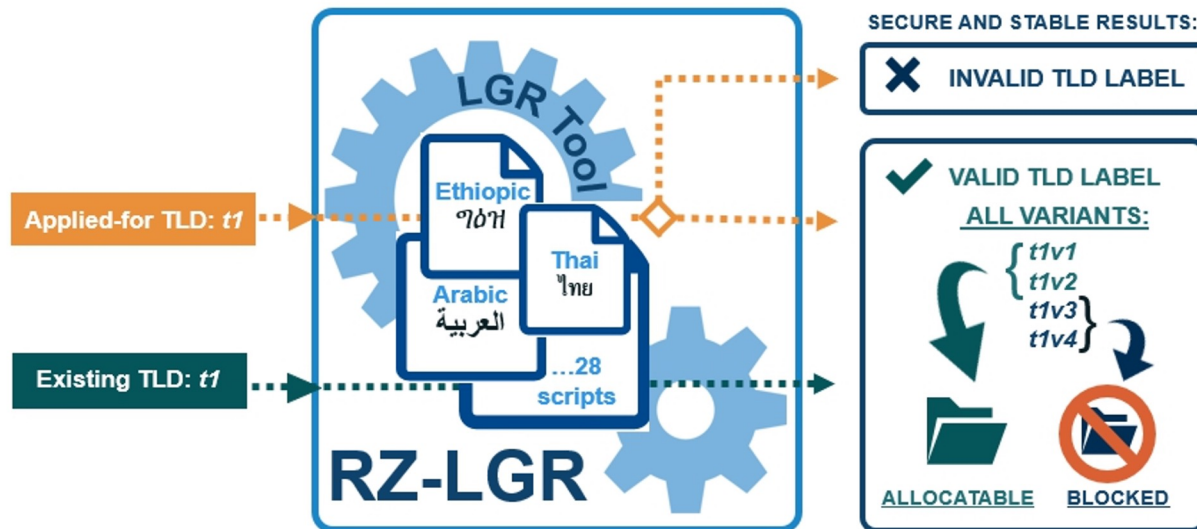 SECURE AND STABLE RESULTS:
INVALID TLD LABEL
LGR Tool
Ethiopic
ግዕዝ
Thai
ไทย
Arabic
العربية
...28
scripts
RZ-LGR
Applied-for TLD: t1
Existing TLD: t1
VALID TLD LABEL
ALL VARIANTS:
t1v1
t1v2
t1v3
t1v4
ALLOCATABLE
BLOCKED